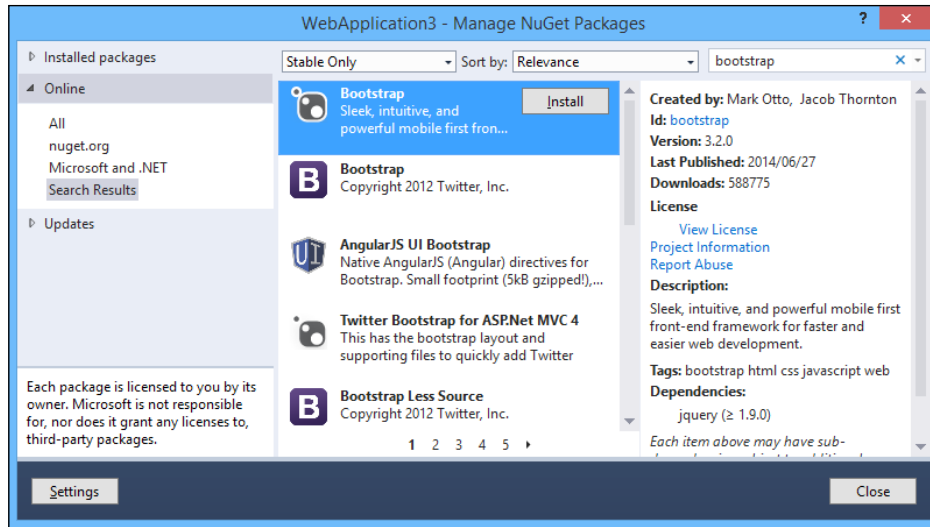 WebApplication3 - Manage NuGet Packages
Installed packages
Online
All
nuget.org
Microsoft and .NET
Search Results
Updates
Each package is licensed to you by its
owner. Microsoft is not responsible
for, nor does it grant any licenses to,
third-party packages.
Stable Only
Sort by: Relevance
bootstrap
Bootstrap
Sleek, intuitive, and
powerful mobile first fron...
Install
Bootstrap
Copyright 2012 Twitter, Inc.
AngularJS UI Bootstrap
Native AngularJS (Angular) directives for
Bootstrap. Small footprint (5kB gzipped!),...
Twitter Bootstrap for ASP.Net MVC 4
This has the bootstrap layout and
supporting files to quickly add Twitter
Bootstrap Less Source
Copyright 2012 Twitter, Inc.
1 2 3 4 5
Created by: Mark Otto, Jacob Thornton
Id: bootstrap
Version: 3.2.0
Last Published: 2014/06/27
Downloads: 588775
License
View License
Project Information
Report Abuse
Description:
Sleek, intuitive, and powerful mobile first
front-end framework for faster and
easier web development.
Tags: bootstrap html css javascript web
Dependencies:
jquery (≥ 1.9.0)
Each item above may have sub-
Settings
Close